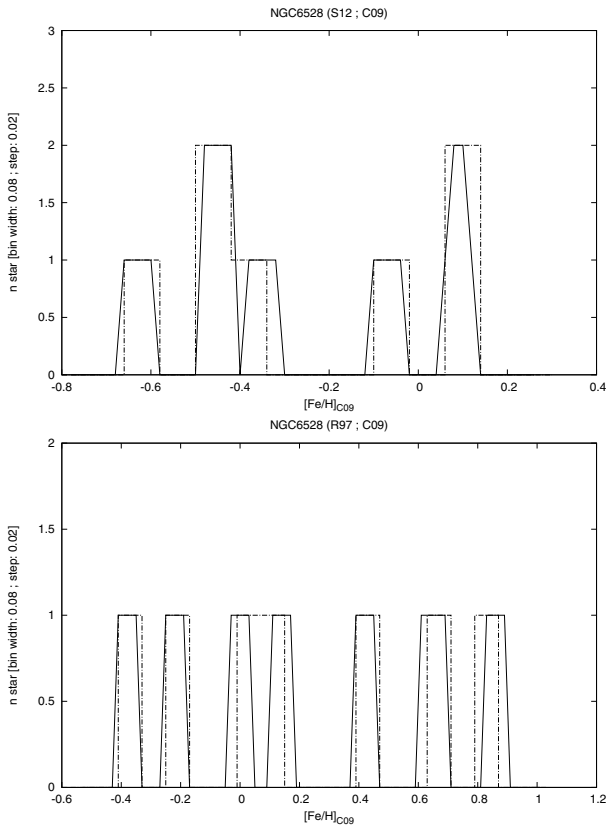 NGC6528 (S12 ; C09)
3
2.5
2
1.5
1
0.5
0
n star [bin width: 0.08 ; step: 0.02]
-0.8 -0.6 -0.4 -0.2 0 0.2 0.4
[Fe/H]C09
NGC6528 (R97 ; C09)
2
1.5
1
0.5
0
n star [bin width: 0.08 ; step: 0.02]
-0.6 -0.4 -0.2 0 0.2 0.4 0.6 0.8 1 1.2
[Fe/H]C09